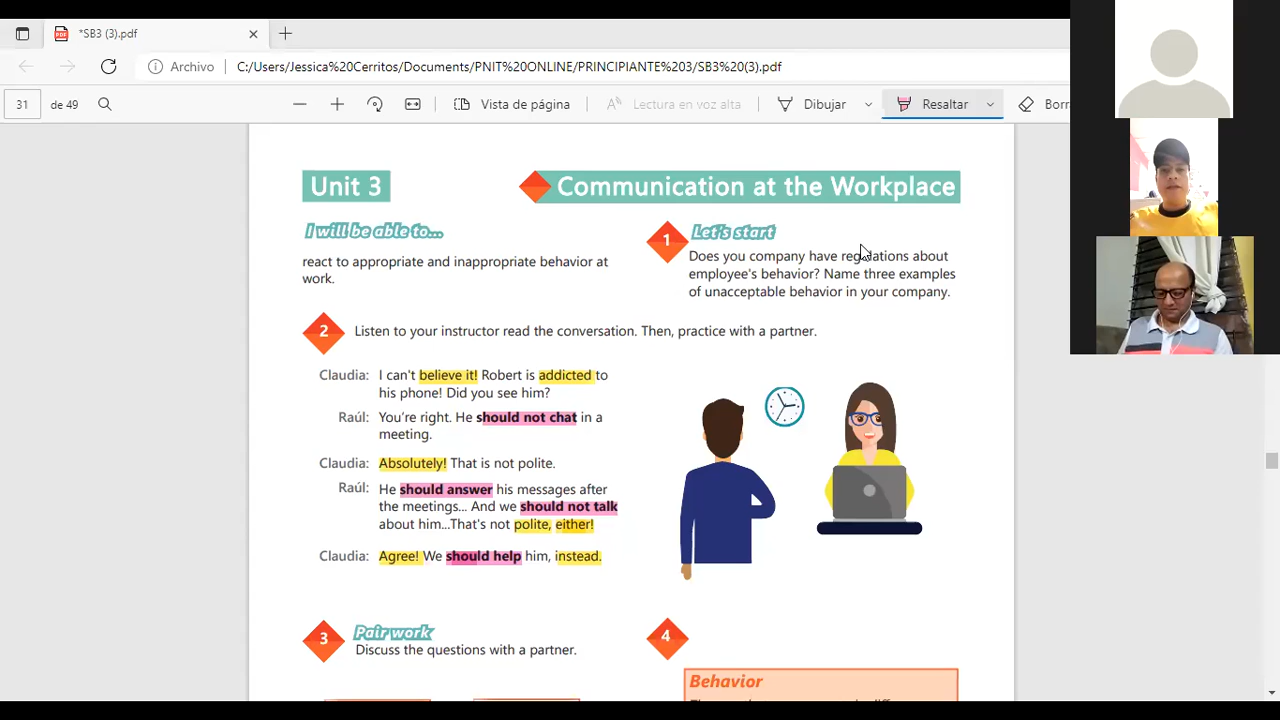 *SB3 (3).pdf
Archivo C:/Users/Jessica%20Cerritos/Documents/PNIT%20ONLINE/PRINCIPIANTE%203/SB3%20(3).pdf
31 de 49 Vista de página Lectura en voz alta Dibujar Resaltar Borr
Unit 3
Communication at the Workplace
I will be able to...
react to appropriate and inappropriate behavior at
work.
1 Let's start
Does you company have regulations about
employee's behavior? Name three examples
of unacceptable behavior in your company.
2 Listen to your instructor read the conversation. Then, practice with a partner.
Claudia: I can't believe it! Robert is addicted to
his phone! Did you see him?
Raúl: You're right. He should not chat in a
meeting.
Claudia: Absolutely! That is not polite.
Raúl: He should answer his messages after
the meetings... And we should not talk
about him...That's not polite, either!
Claudia: Agree! We should help him, instead.
3 Pair work
Discuss the questions with a partner.
4
Behavior